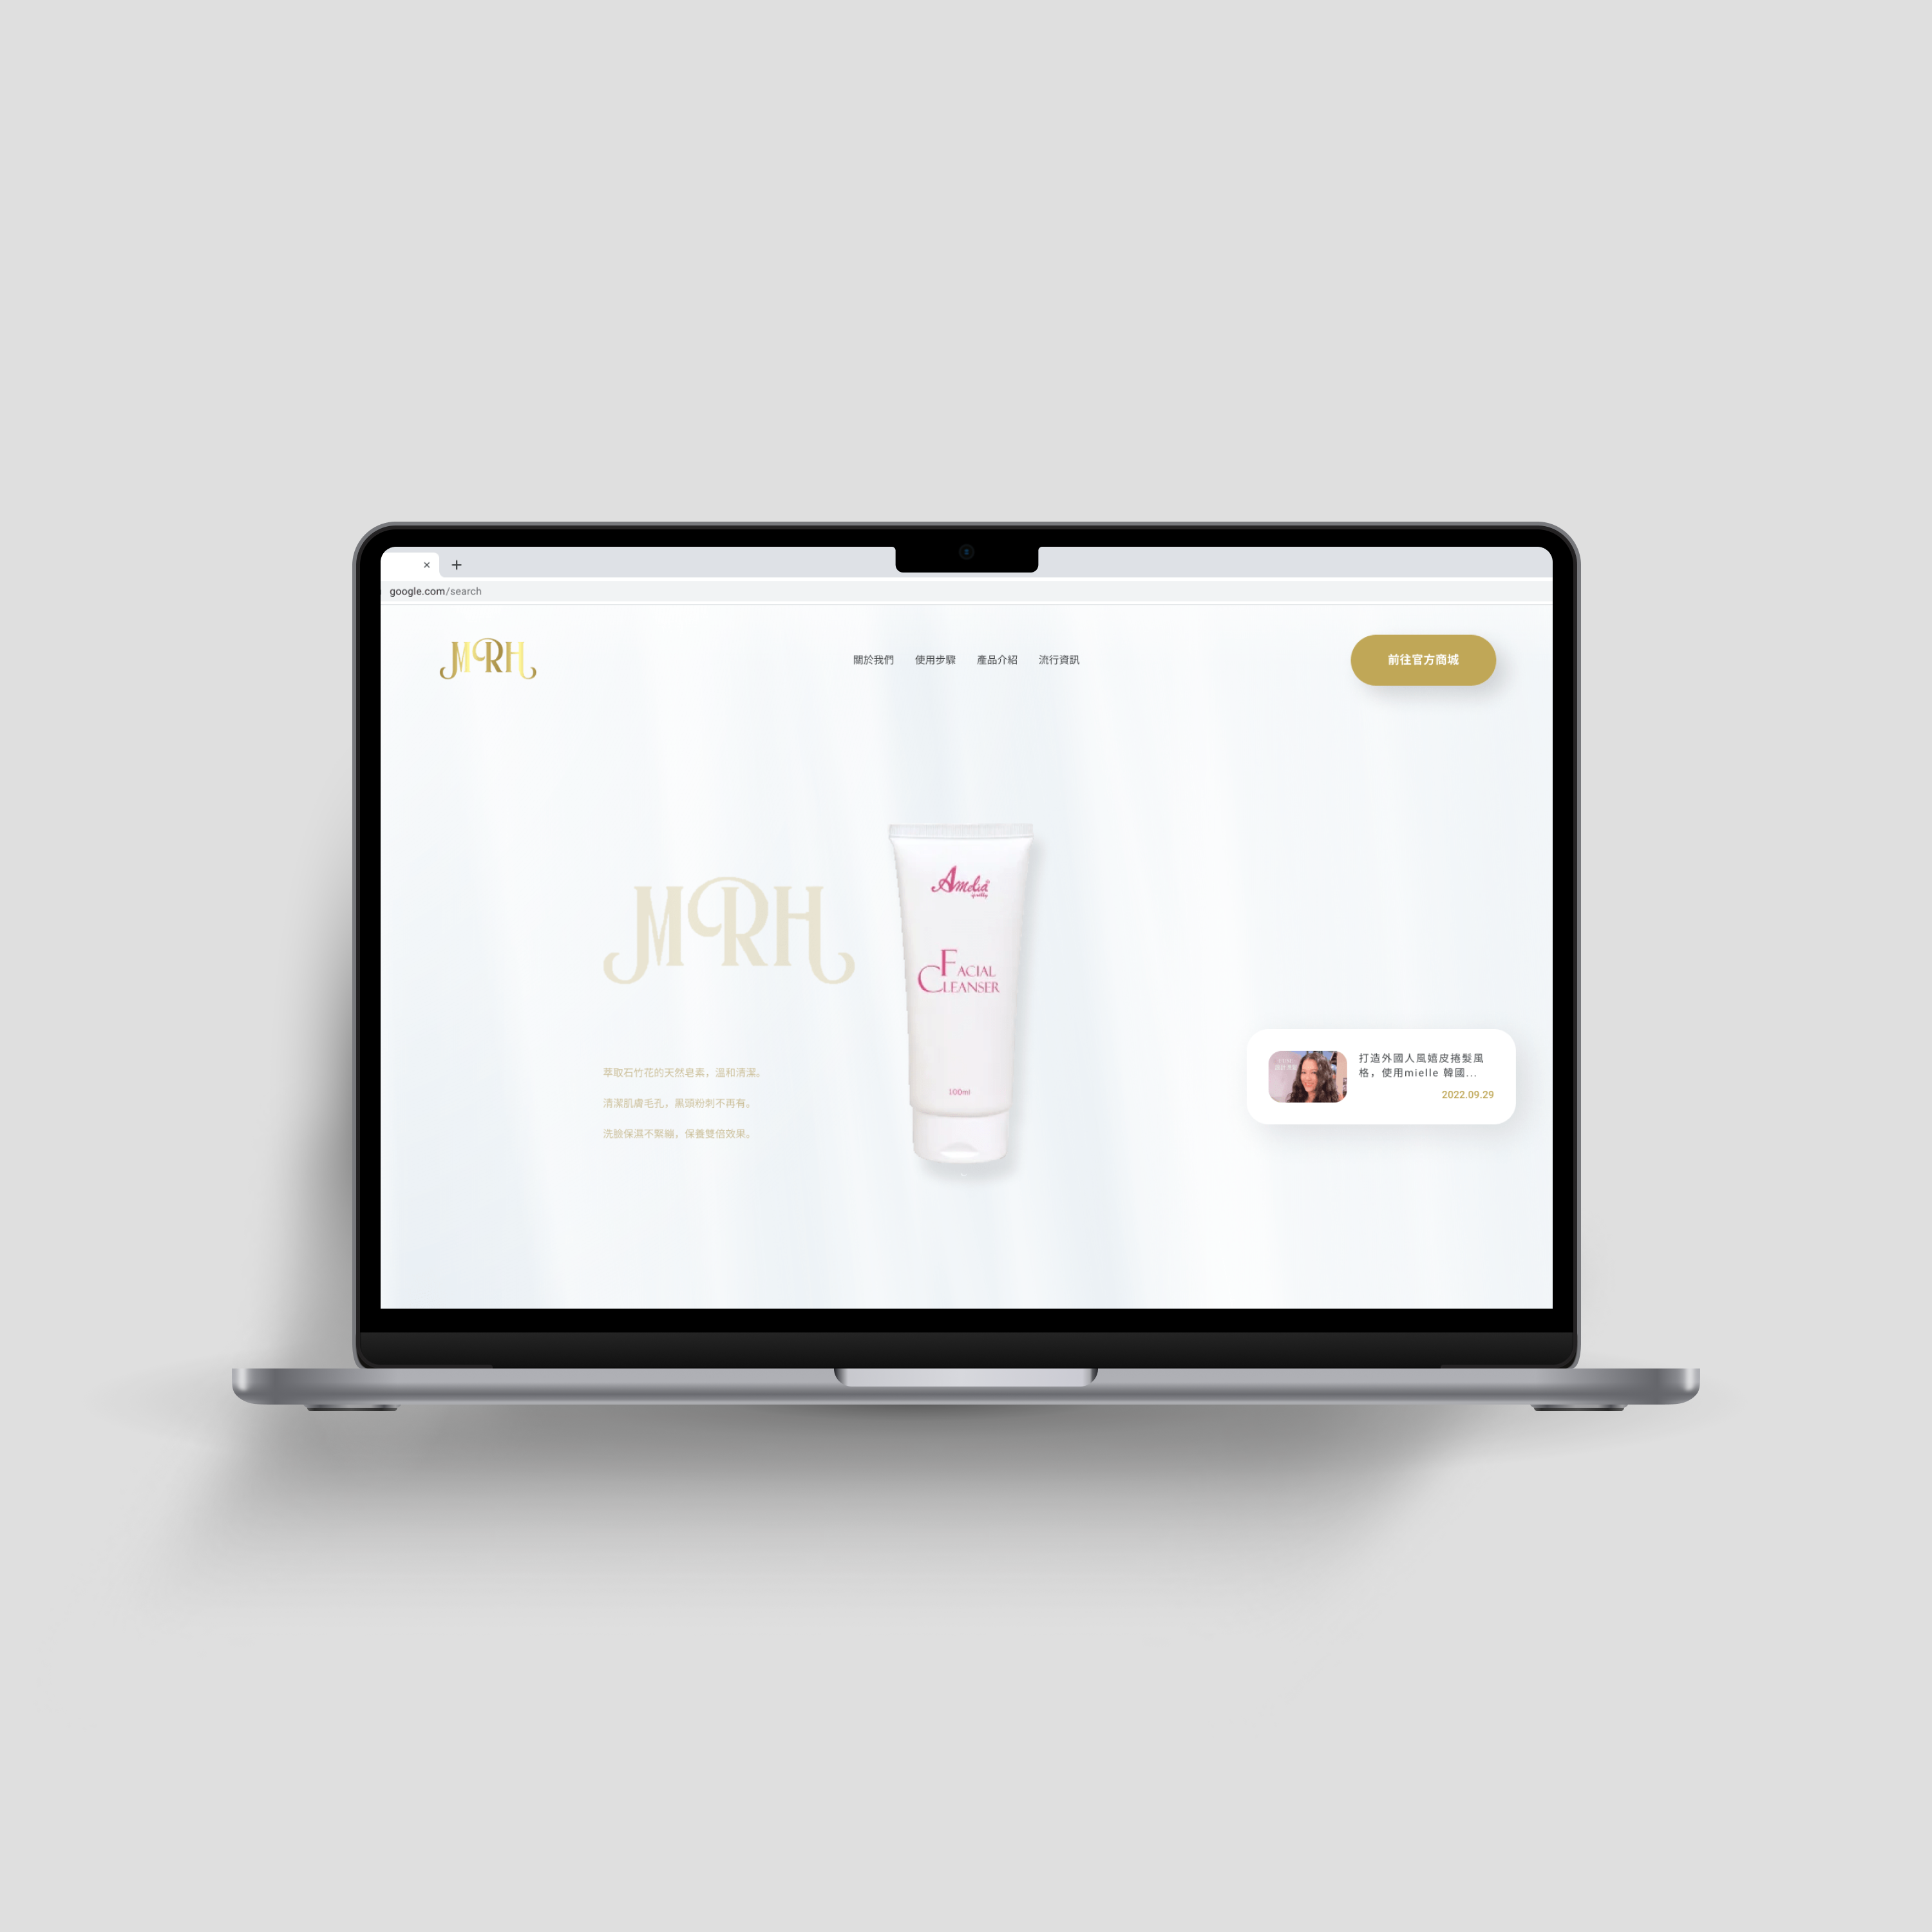 google.com/search
MRH
關於我們 使用步驟 產品介紹 流行資訊
前往官方商城
MRH
萃取石竹花的天然皂素，溫和清潔。
清潔肌膚毛孔，黑頭粉刺不再有。
洗臉保濕不緊繃，保養雙倍效果。
Amelia
FACIAL
CLEANSER
100ml
打造外國人風嬉皮捲髮風
格，使用mielle 韓國...
2022.09.29